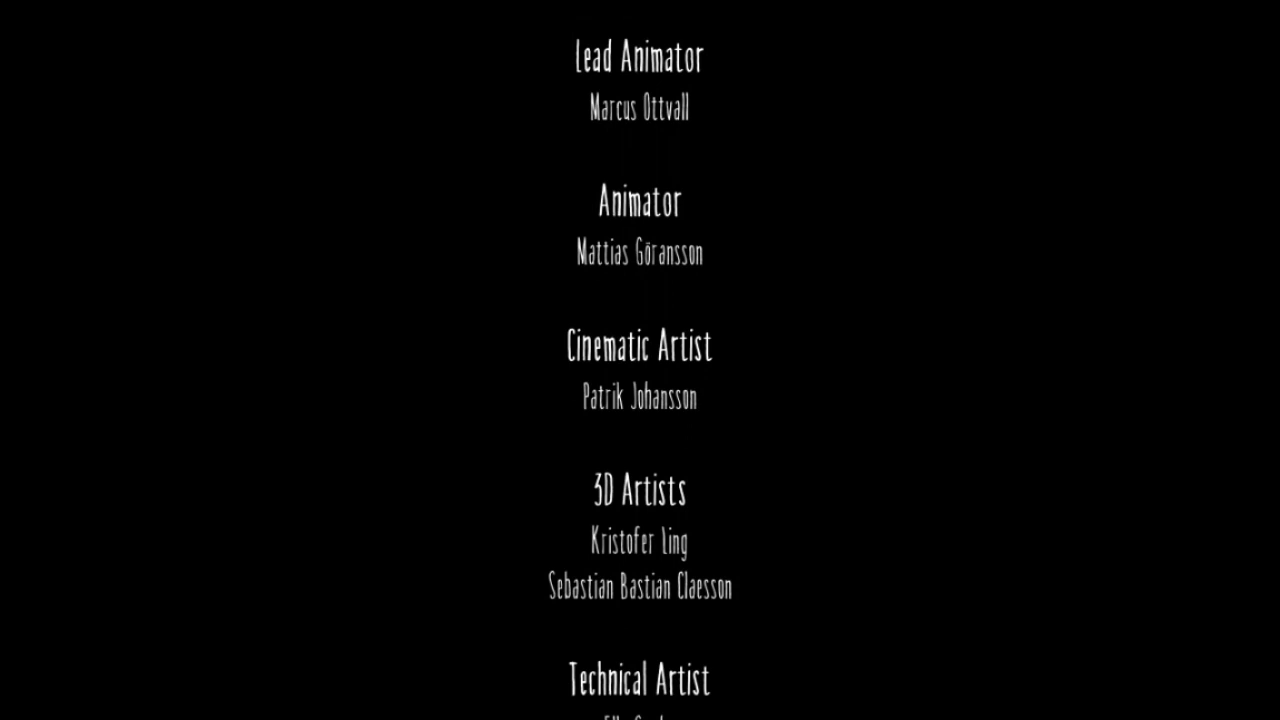 Lead Animator
Marcus Ottvall
Animator
Mattias Göransson
Cinematic Artist
Patrik Johansson
3D Artists
Kristofer Ling
Sebastian Bastian Claesson
Technical Artist